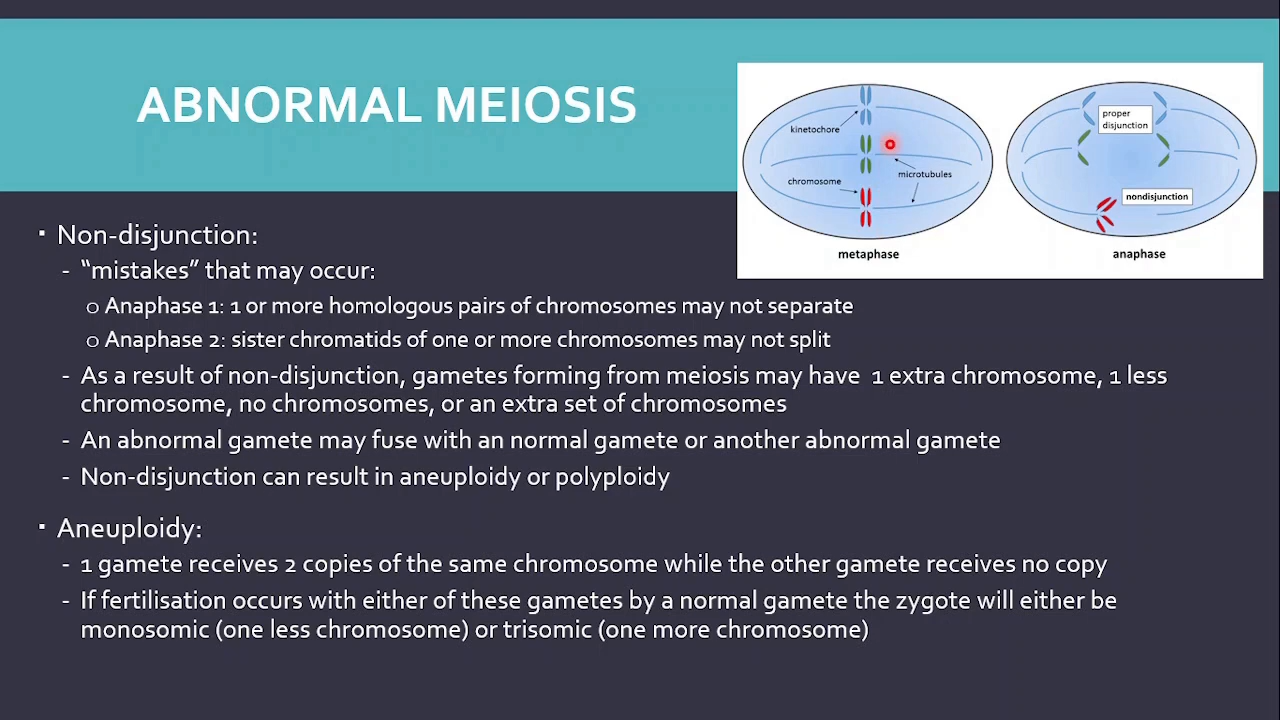 ABNORMAL MEIOSIS
kinetochore
chromosome
microtubules
metaphase
proper
disjunction
nondisjunction
anaphase
▪ Non-disjunction:
- “mistakes” that may occur:
o Anaphase 1: 1 or more homologous pairs of chromosomes may not separate
o Anaphase 2: sister chromatids of one or more chromosomes may not split
- As a result of non-disjunction, gametes forming from meiosis may have 1 extra chromosome, 1 less
chromosome, no chromosomes, or an extra set of chromosomes
- An abnormal gamete may fuse with an normal gamete or another abnormal gamete
- Non-disjunction can result in aneuploidy or polyploidy
▪ Aneuploidy:
- 1 gamete receives 2 copies of the same chromosome while the other gamete receives no copy
- If fertilisation occurs with either of these gametes by a normal gamete the zygote will either be
monosomic (one less chromosome) or trisomic (one more chromosome)